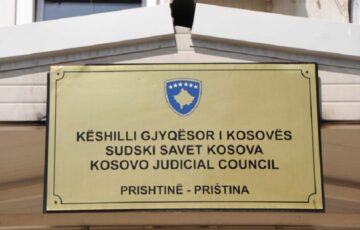 KËSHILLI GJYQËSOR I KOSOVËS
SUDSKI SAVET KOSOVA
KOSOVO JUDICIAL COUNCIL
PRISHTINË - PRIŠTINA